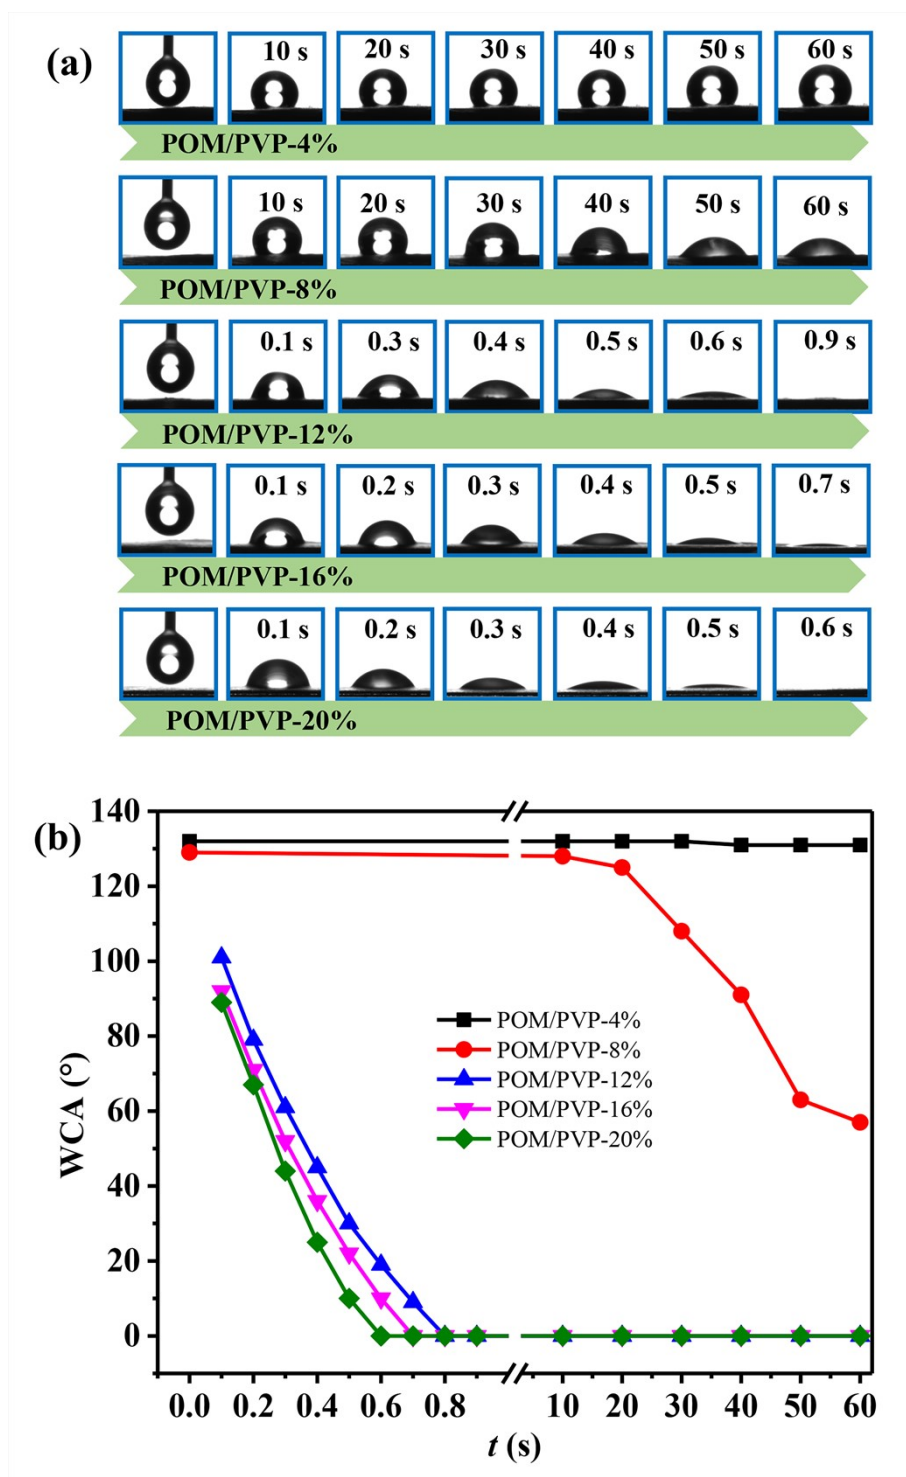 (a)
10 s 20 s 30 s 40 s 50 s 60 s
POM/PVP-4%
10 s 20 s 30 s 40 s 50 s 60 s
POM/PVP-8%
0.1 s 0.3 s 0.4 s 0.5 s 0.6 s 0.9 s
POM/PVP-12%
0.1 s 0.2 s 0.3 s 0.4 s 0.5 s 0.7 s
POM/PVP-16%
0.1 s 0.2 s 0.3 s 0.4 s 0.5 s 0.6 s
POM/PVP-20%
(b)
140
120
100
80
60
40
20
0
WCA (°)
POM/PVP-4%
POM/PVP-8%
POM/PVP-12%
POM/PVP-16%
POM/PVP-20%
0.0 0.2 0.4 0.6 0.8 10 20 30 40 50 60
t (s)